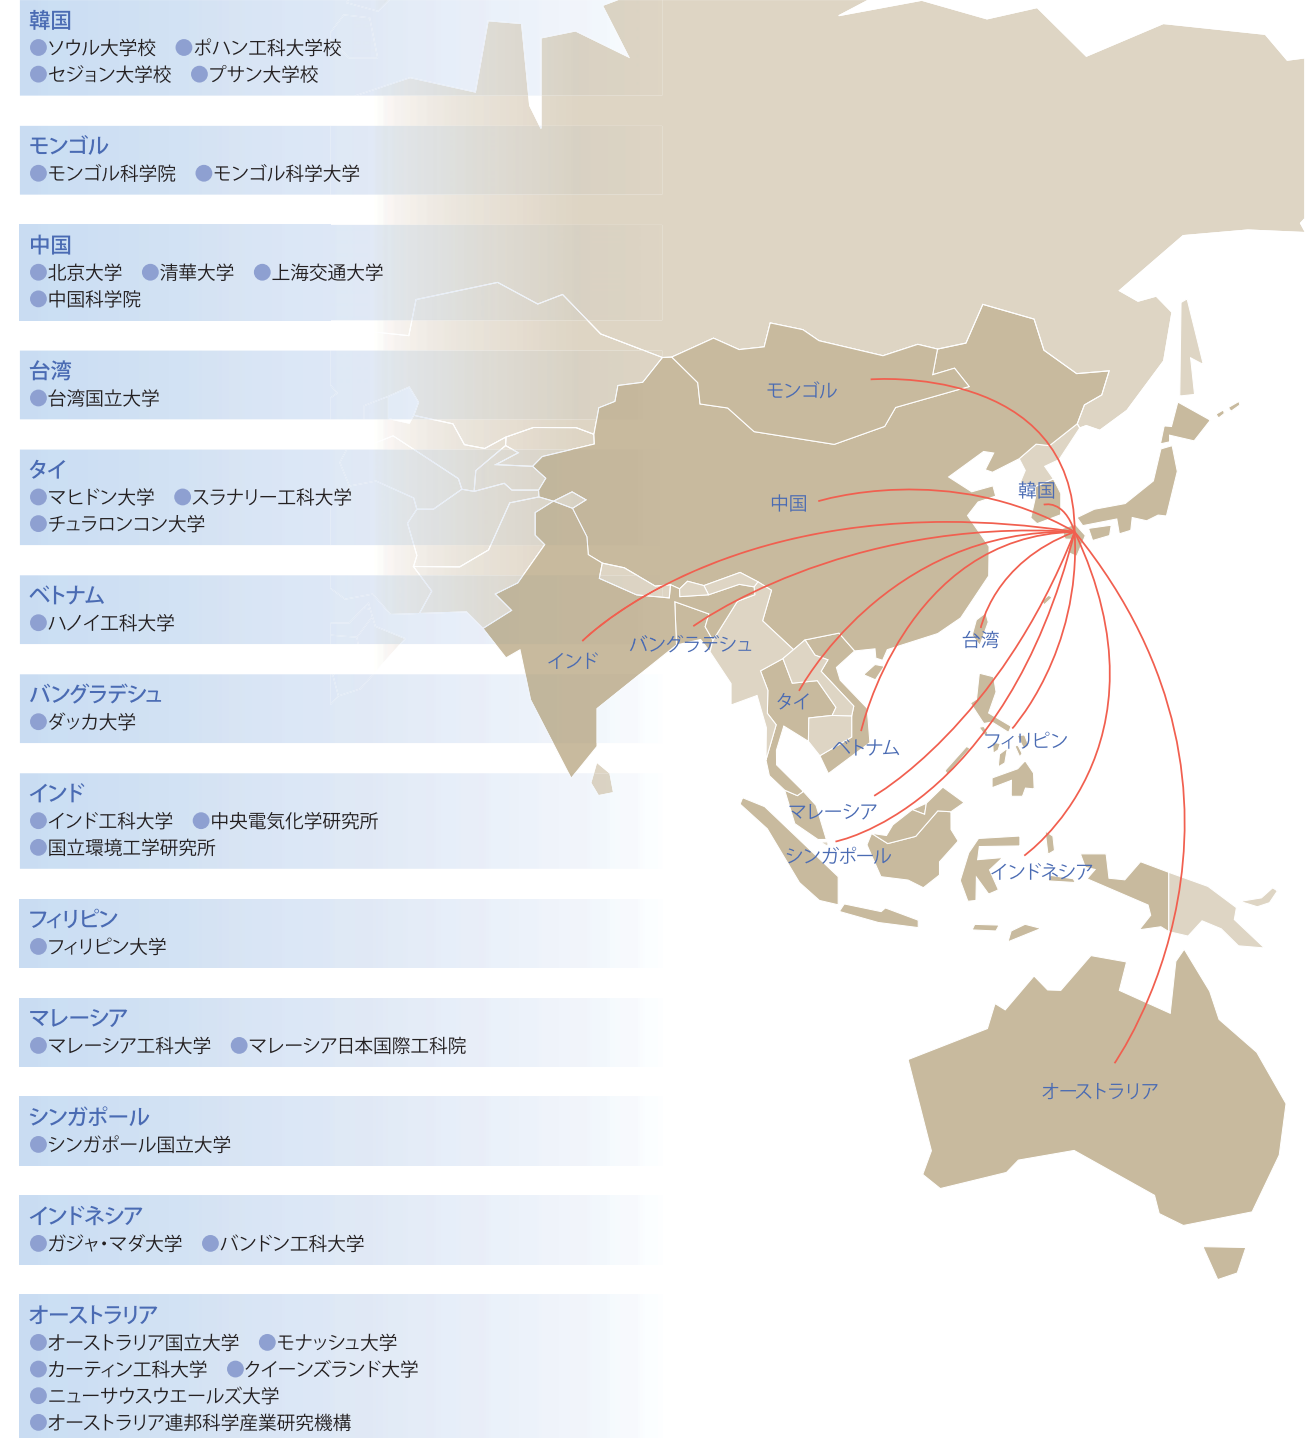 韓国
●ソウル大学校 ●ポハン工科大学校
●セジョン大学校 ●プサン大学校
モンゴル
●モンゴル科学院 ●モンゴル科学大学
中国
●北京大学 ●清華大学 ●上海交通大学
●中国科学院
台湾
●台湾国立大学
タイ
●マヒドン大学 ●スラナリー工科大学
●チュラロンコン大学
ベトナム
●ハノイ工科大学
バングラデシュ
●ダッカ大学
インド
●インド工科大学 ●中央電気化学研究所
●国立環境工学研究所
フィリピン
●フィリピン大学
マレーシア
●マレーシア工科大学 ●マレーシア日本国際工科院
シンガポール
●シンガポール国立大学
インドネシア
●ガジャ・マダ大学 ●バンドン工科大学
オーストラリア
●オーストラリア国立大学 ●モナッシュ大学
●カーティン工科大学 ●クイーンズランド大学
●ニューサウスウエールズ大学
●オーストラリア連邦科学産業研究機構
モンゴル
中国
韓国
台湾
バングラデシュ
インド
タイ
ベトナム
フィリピン
マレーシア
シンガポール
インドネシア
オーストラリア